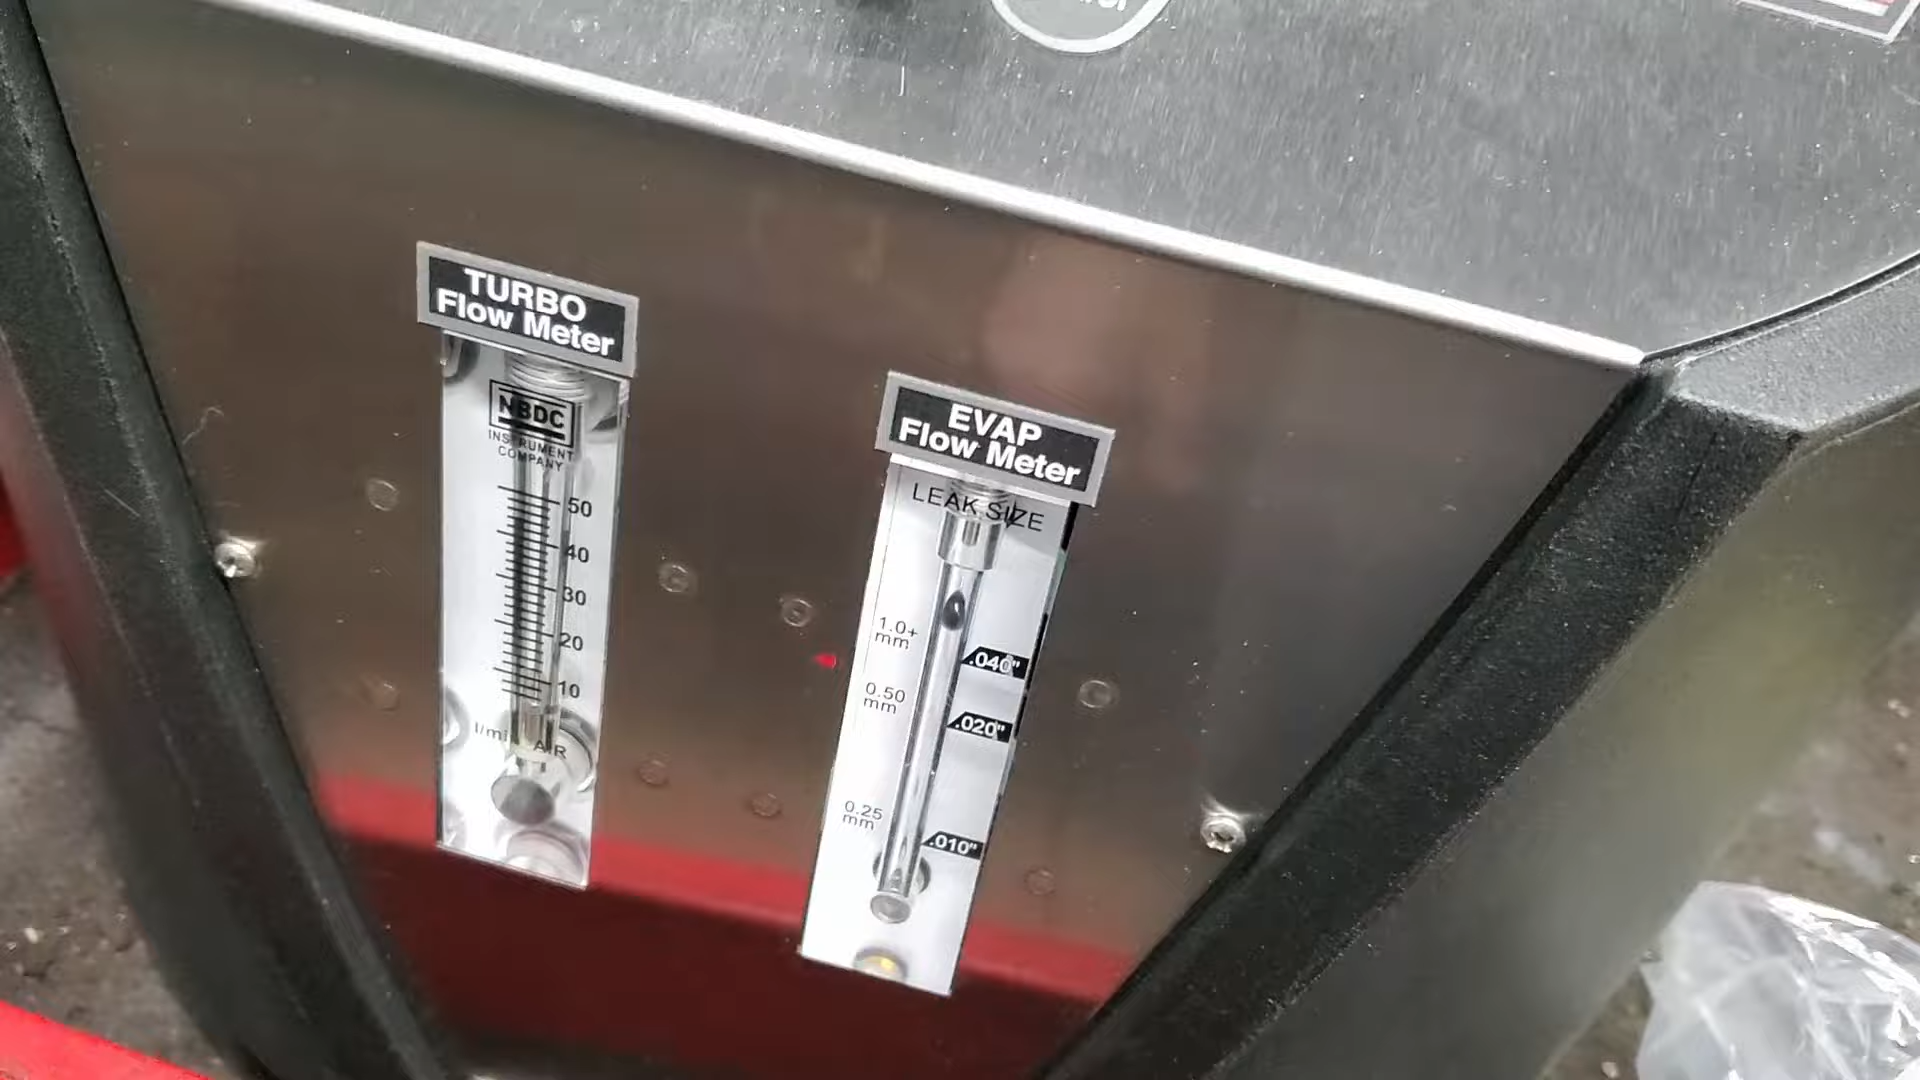 TURBO
Flow Meter
NBDC
INSTRUMENT
COMPANY
50
40
30
20
10
AIR
EVAP
Flow Meter
LEAK SIZE
1.0+
mm
.040"
0.50
mm
.020"
0.25
mm
.010"